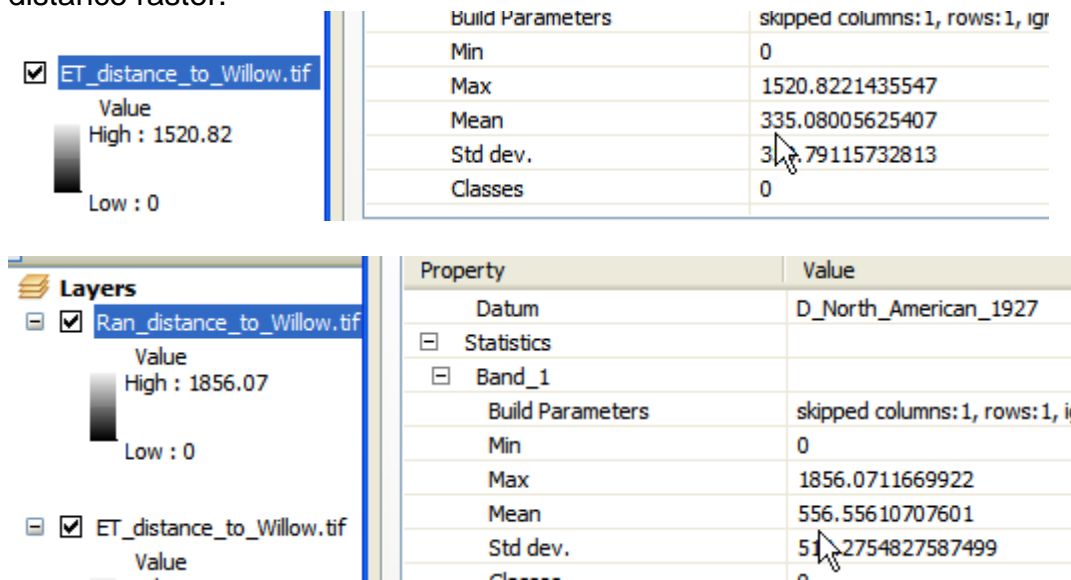 distance raster.
Build Parameters skipped columns:1, rows:1, igr
Min 0
ET_distance_to_Willow.tif
Max 1520.8221435547
Value
Mean 335.08005625407
High : 1520.82
Std dev.
Classes 0
Low : 0
Property Value
Layers
Datum D_North_American_1927
Ran_distance_to_Willow.tif
Statistics
Value
Band_1
High : 1856.07
Build Parameters skipped columns:1, rows:1, i
Min 0
Low : 0
Max 1856.0711669922
Mean 556.55610707601
ET_distance_to_Willow.tif
Std dev.
Value